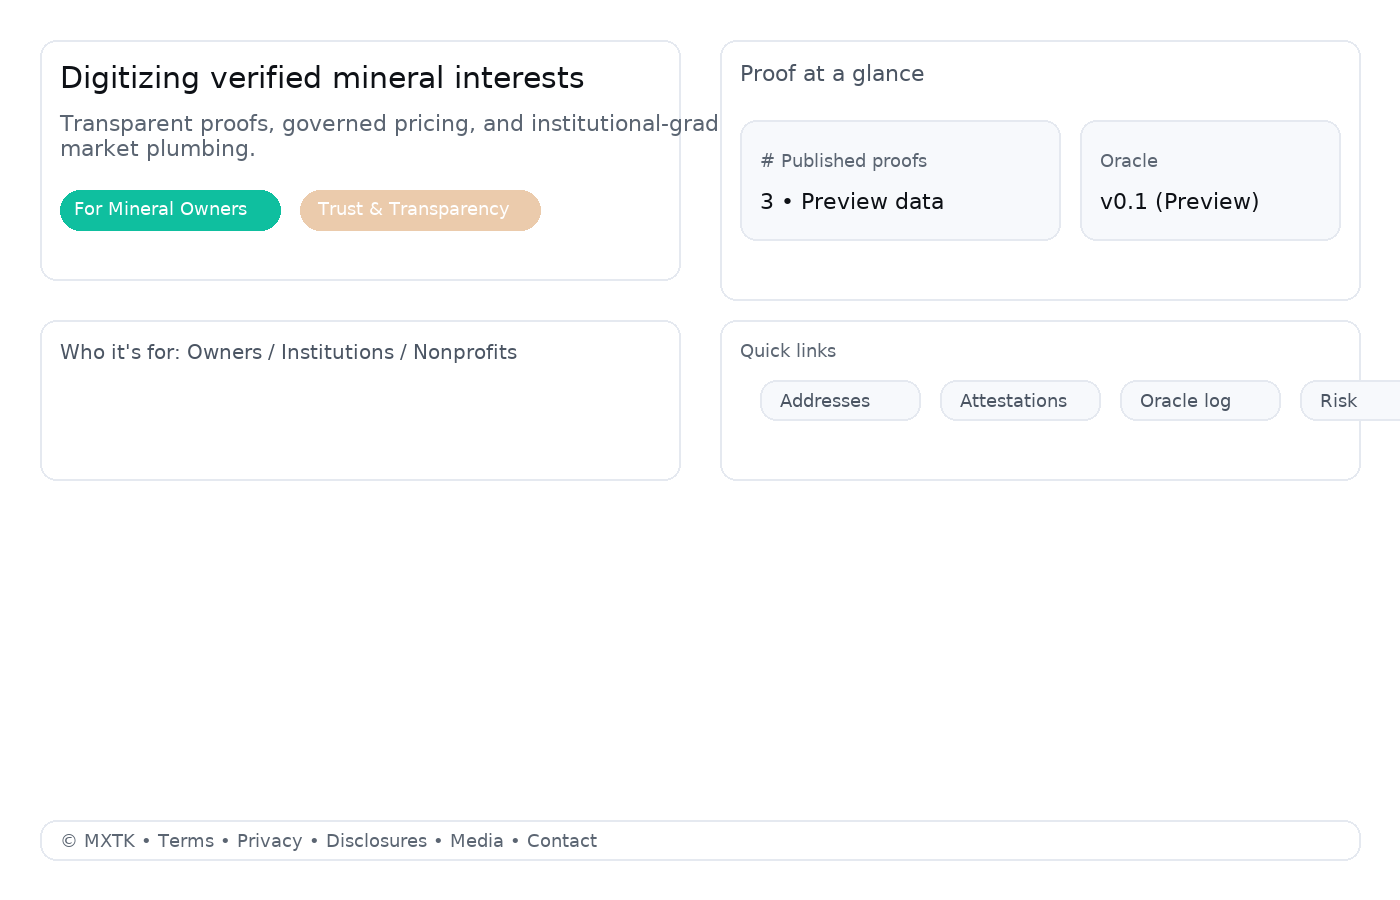 Digitizing verified mineral interests
Transparent proofs, governed pricing, and institutional-grad
market plumbing.
For Mineral Owners
Trust & Transparency
Proof at a glance
# Published proofs
3 • Preview data
Oracle
v0.1 (Preview)
Who it's for: Owners / Institutions / Nonprofits
Quick links
Addresses
Attestations
Oracle log
Risk
© MXTK • Terms • Privacy • Disclosures • Media • Contact